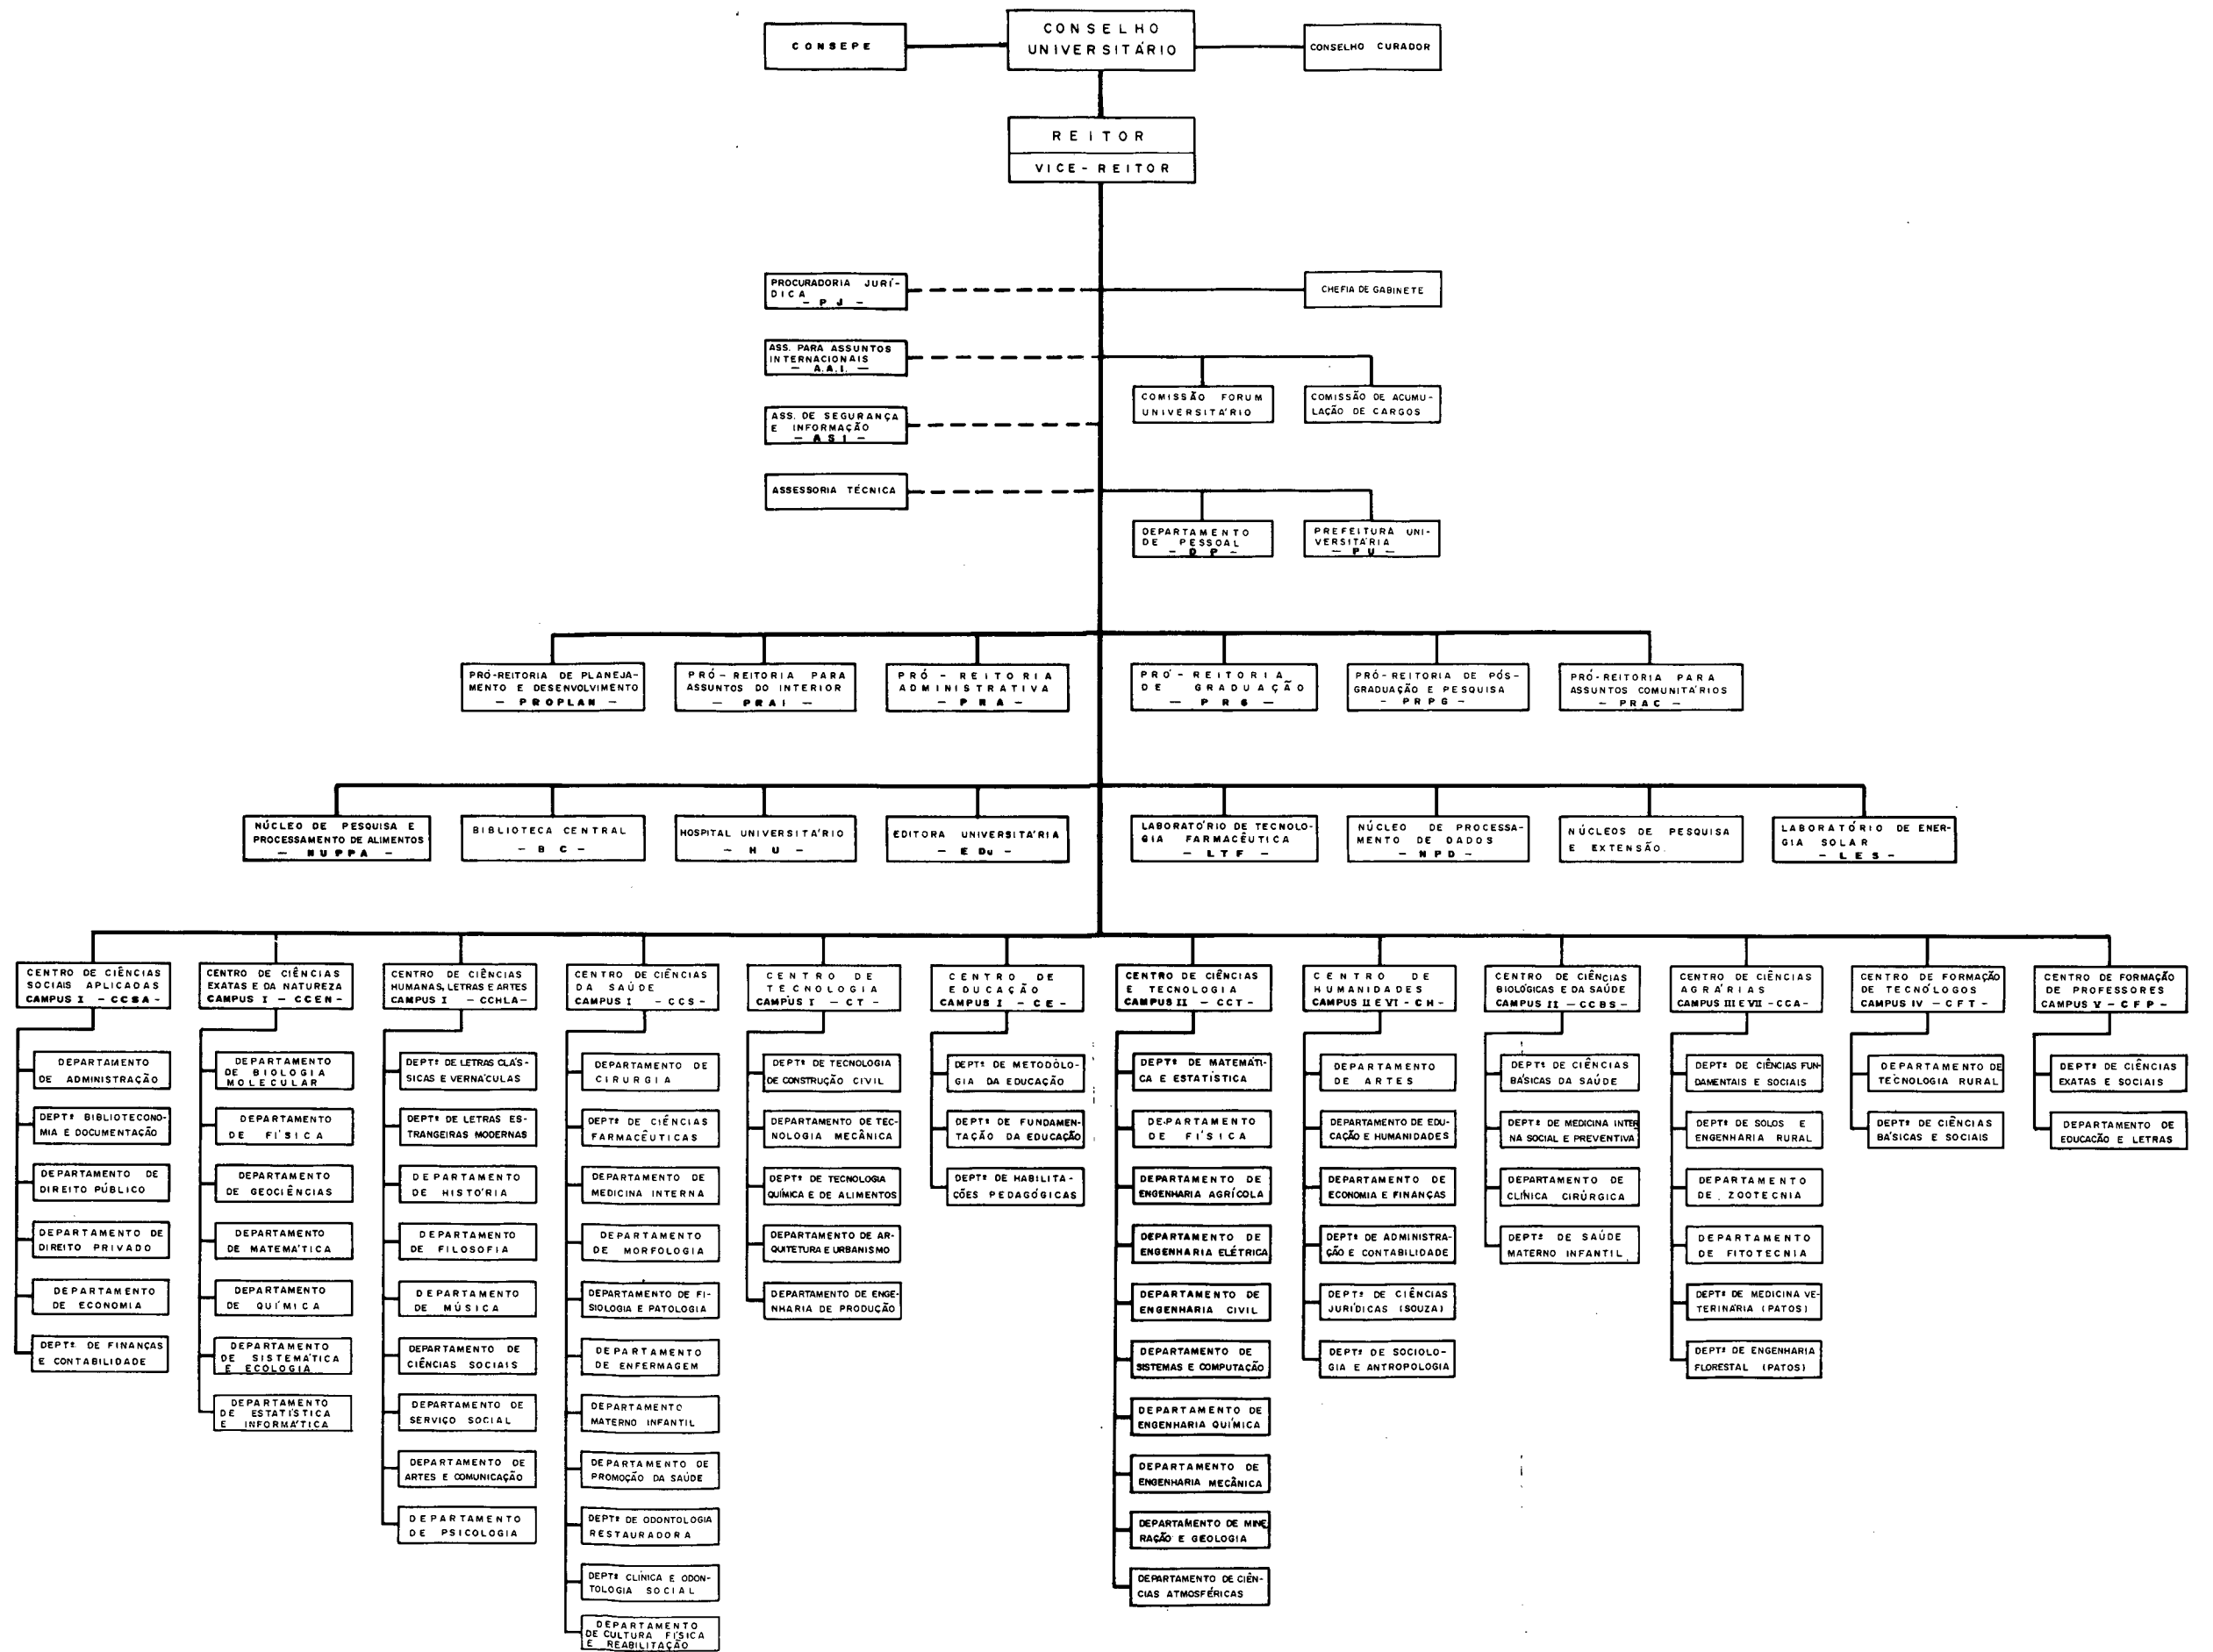 CONSEPE
CONSELHO
UNIVERSITÁRIO
CONSELHO CURADOR
REITOR
VICE-REITOR
PROCURADORIA JURÍ-
DICA
- PJ -
CHEFIA DE GABINETE
ASS. PARA ASSUNTOS
INTERNACIONAIS
- A.A.I. -
COMISSÃO FORUM
UNIVERSITÁRIO
COMISSÃO DE ACUMU-
LAÇÃO DE CARGOS
ASS. DE SEGURANÇA
E INFORMAÇÃO
- ASI -
ASSESSORIA TÉCNICA
DEPARTAMENTO
DE PESSOAL
- DP -
PREFEITURA UNI-
VERSITÁRIA
- PU -
PRÓ-REITORIA DE PLANEJA-
MENTO E DESENVOLVIMENTO
- PROPLAN -
PRÓ-REITORIA PARA
ASSUNTOS DO INTERIOR
- PRAI -
PRÓ-REITORIA
ADMINISTRATIVA
- PRA -
PRÓ-REITORIA
DE GRADUAÇÃO
- PRG -
PRÓ-REITORIA DE PÓS-
GRADUAÇÃO E PESQUISA
- PRPG -
PRÓ-REITORIA PARA
ASSUNTOS COMUNITÁRIOS
- PRAC -
NÚCLEO DE PESQUISA E
PROCESSAMENTO DE ALIMENTOS
- NUPPA -
BIBLIOTECA CENTRAL
- BC -
HOSPITAL UNIVERSITÁRIO
- HU -
EDITORA UNIVERSITÁRIA
- EDu -
LABORATÓRIO DE TECNOLO-
GIA FARMACÊUTICA
- LTF -
NÚCLEO DE PROCESSA-
MENTO DE DADOS
- NPD -
NÚCLEOS DE PESQUISA
E EXTENSÃO.
LABORATÓRIO DE ENER-
GIA SOLAR
- LES -
CENTRO DE CIÊNCIAS
SOCIAIS APLICADAS
CAMPUS I - CCSA -
DEPARTAMENTO
DE ADMINISTRAÇÃO
DEPTº BIBLIOTECONO-
MIA E DOCUMENTAÇÃO
DEPARTAMENTO DE
DIREITO PÚBLICO
DEPARTAMENTO DE
DIREITO PRIVADO
DEPARTAMENTO
DE ECONOMIA
DEPTº DE FINANÇAS
E CONTABILIDADE
CENTRO DE CIÊNCIAS
EXATAS E DA NATUREZA
CAMPUS I - CCEN -
DEPARTAMENTO
DE BIOLOGIA
MOLECULAR
DEPARTAMENTO
DE FÍSICA
DEPARTAMENTO
DE GEOCIÊNCIAS
DEPARTAMENTO
DE MATEMÁTICA
DEPARTAMENTO
DE QUÍMICA
DEPARTAMENTO
DE SISTEMÁTICA
E ECOLOGIA
DEPARTAMENTO
DE ESTATÍSTICA
E INFORMÁTICA
CENTRO DE CIÊNCIAS
HUMANAS, LETRAS E ARTES
CAMPUS I - CCHLA -
DEPTº DE LETRAS CLÁS-
SICAS E VERNÁCULAS
DEPTº DE LETRAS ES-
TRANGEIRAS MODERNAS
DEPARTAMENTO
DE HISTÓRIA
DEPARTAMENTO
DE FILOSOFIA
DEPARTAMENTO
DE MÚSICA
DEPARTAMENTO DE
CIÊNCIAS SOCIAIS
DEPARTAMENTO DE
SERVIÇO SOCIAL
DEPARTAMENTO DE
ARTES E COMUNICAÇÃO
DEPARTAMENTO
DE PSICOLOGIA
CENTRO DE CIÊNCIAS
DA SAÚDE
CAMPUS I - CCS -
DEPARTAMENTO DE
CIRURGIA
DEPTº DE CIÊNCIAS
FARMACÊUTICAS
DEPARTAMENTO DE
MEDICINA INTERNA
DEPARTAMENTO
DE MORFOLOGIA
DEPARTAMENTO DE FI-
SIOLOGIA E PATOLOGIA
DEPARTAMENTO
DE ENFERMAGEM
DEPARTAMENTO
MATERNO INFANTIL
DEPARTAMENTO DE
PROMOÇÃO DA SAÚDE
DEPTº DE ODONTOLOGIA
RESTAURADORA
DEPTº CLÍNICA E ODON-
TOLOGIA SOCIAL
DEPARTAMENTO
DE CULTURA FÍSICA
E REABILITAÇÃO
CENTRO DE
TECNOLOGIA
CAMPUS I - CT -
DEPTº DE TECNOLOGIA
DE CONSTRUÇÃO CIVIL
DEPARTAMENTO DE TEC-
NOLOGIA MECÂNICA
DEPTº DE TECNOLOGIA
QUÍMICA E DE ALIMENTOS
DEPARTAMENTO DE AR-
QUITETURA E URBANISMO
DEPARTAMENTO DE ENGE-
NHARIA DE PRODUÇÃO
CENTRO DE
EDUCAÇÃO
CAMPUS I - CE -
DEPTº DE METODOLO-
GIA DA EDUCAÇÃO
DEPTº DE FUNDAMEN-
TAÇÃO DA EDUCAÇÃO
DEPTº DE HABILITA-
ÇÕES PEDAGÓGICAS
CENTRO DE CIÊNCIAS
E TECNOLOGIA
CAMPUS II - CCT -
DEPTº DE MATEMÁTI-
CA E ESTATÍSTICA
DEPARTAMENTO
DE FÍSICA
DEPARTAMENTO DE
ENGENHARIA AGRÍCOLA
DEPARTAMENTO DE
ENGENHARIA ELÉTRICA
DEPARTAMENTO DE
ENGENHARIA CIVIL
DEPARTAMENTO DE
SISTEMAS E COMPUTAÇÃO
DEPARTAMENTO DE
ENGENHARIA QUÍMICA
DEPARTAMENTO DE
ENGENHARIA MECÂNICA
DEPARTAMENTO DE MINE
RAÇÃO E GEOLOGIA
DEPARTAMENTO DE CIÊN-
CIAS ATMOSFÉRICAS
CENTRO DE
HUMANIDADES
CAMPUS II E VI - CH -
DEPARTAMENTO
DE ARTES
DEPARTAMENTO DE EDU-
CAÇÃO E HUMANIDADES
DEPARTAMENTO DE
ECONOMIA E FINANÇAS
DEPTº DE ADMINISTRA-
ÇÃO E CONTABILIDADE
DEPTº DE CIÊNCIAS
JURÍDICAS (SOUZA)
DEPTº DE SOCIOLO-
GIA E ANTROPOLOGIA
CENTRO DE CIÊNCIAS
BIOLÓGICAS E DA SAÚDE
CAMPUS II - CCBS -
DEPTº DE CIÊNCIAS
BÁSICAS DA SAÚDE
DEPTº DE MEDICINA INTER
NA SOCIAL E PREVENTIVA
DEPARTAMENTO DE
CLÍNICA CIRÚRGICA
DEPTº DE SAÚDE
MATERNO INFANTIL
CENTRO DE CIÊNCIAS
AGRÁRIAS
CAMPUS III E VII - CCA -
DEPTº DE CIÊNCIAS FUN-
DAMENTAIS E SOCIAIS
DEPTº DE SOLOS E
ENGENHARIA RURAL
DEPARTAMENTO
DE ZOOTECNIA
DEPARTAMENTO
DE FITOTECNIA
DEPTº DE MEDICINA VE-
TERINÁRIA (PATOS)
DEPTº DE ENGENHARIA
FLORESTAL (PATOS)
CENTRO DE FORMAÇÃO
DE TECNÓLOGOS
CAMPUS IV - CFT -
DEPARTAMENTO DE
TECNOLOGIA RURAL
DEPTº DE CIÊNCIAS
BÁSICAS E SOCIAIS
CENTRO DE FORMAÇÃO
DE PROFESSORES
CAMPUS V - CFP -
DEPTº DE CIÊNCIAS
EXATAS E SOCIAIS
DEPARTAMENTO DE
EDUCAÇÃO E LETRAS